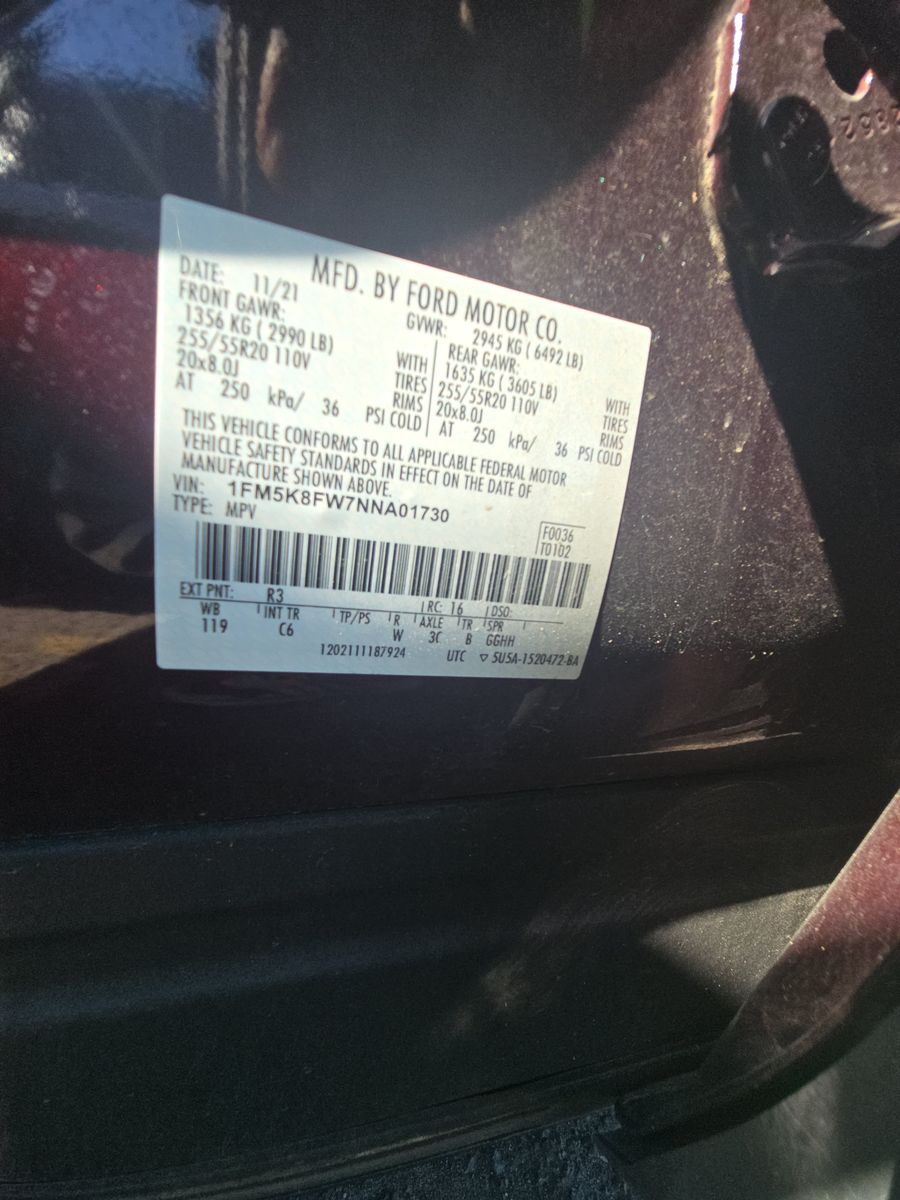 MFD. BY FORD MOTOR CO.
DATE: 11/21
GVWR: 2945 KG ( 6492 LB)
FRONT GAWR:
1356 KG ( 2990 LB)
WITH
255/55R20 110V
TIRES
20x8.0J
RIMS
AT 250 kPa/ 36 PSI COLD
REAR GAWR:
1635 KG ( 3605 LB)
WITH
255/55R20 110V
TIRES
20x8.0J
RIMS
AT 250 kPa/ 36 PSI COLD
THIS VEHICLE CONFORMS TO ALL APPLICABLE FEDERAL MOTOR
VEHICLE SAFETY STANDARDS IN EFFECT ON THE DATE OF
MANUFACTURE SHOWN ABOVE.
VIN: 1FM5K8FW7NNA01730
TYPE: MPV
F0036
T0102
EXT PNT: R3 RC: 16 DSO:
WB INT TR TP/PS R AXLE TR SPR
119 C6 W 3C B GGHH
1202111187924 UTC ▽ 5U5A-1520472-BA